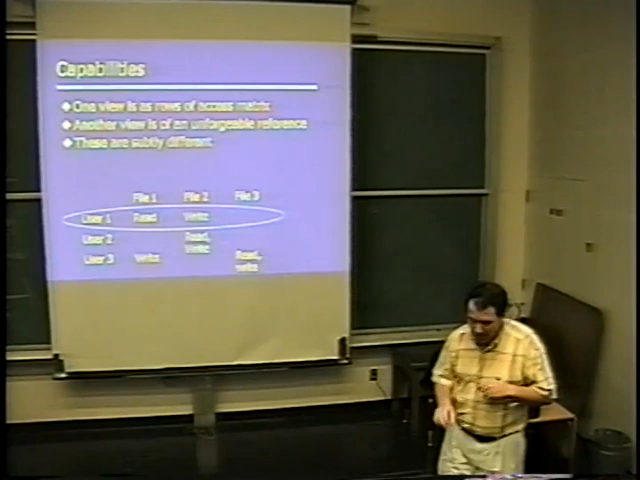 Capabilities
◆ One view is as rows of access matrix
◆ Another view is of an unforgeable reference
◆ These are subtly different
File 1 File 2 File 3
User 1 Read Write
User 2 Read, Write
User 3 Write Read, write